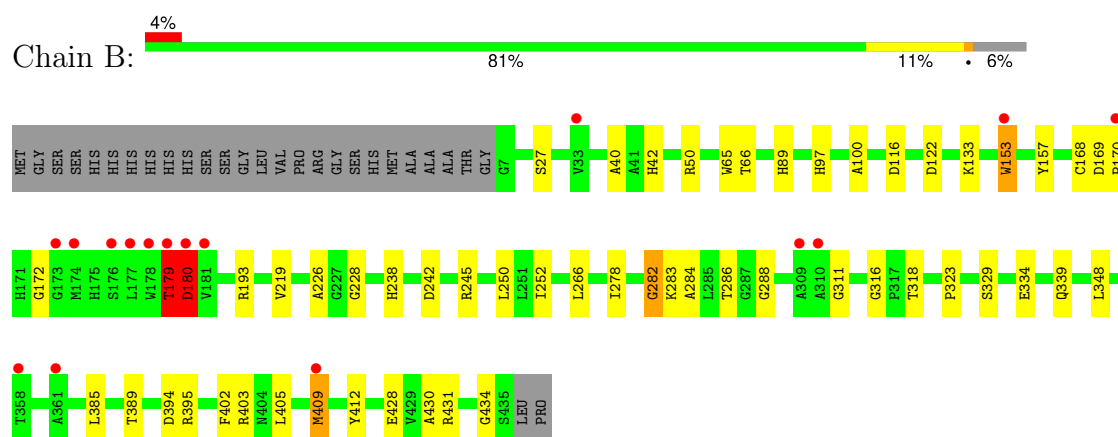 4%
Chain B:
81% 11% • 6%
MET GLY SER SER HIS HIS HIS HIS HIS HIS SER SER GLY LEU VAL PRO ARG GLY SER HIS MET ALA ALA ALA THR GLY G7 S27 V33 A40 A41 H42 R50 W65 T66 H89 H97 A100 D116 D122 K133 W153 Y157 C168 D169
H171 G172 G173 M174 H175 S176 L177 W178 T179 D180 V181 R193 V219 A226 G227 G228 H238 D242 R245 L250 L251 I252 L266 I278 G282 K283 A284 L285 T286 G287 G288 A309 A310 G311 G316 P317 T318 P323 S329 E334 Q339 L348
T358 A361 L385 T389 D394 R395 F402 R403 N404 L405 M409 Y412 E428 V429 A430 R431 G434 S435 LEU PRO